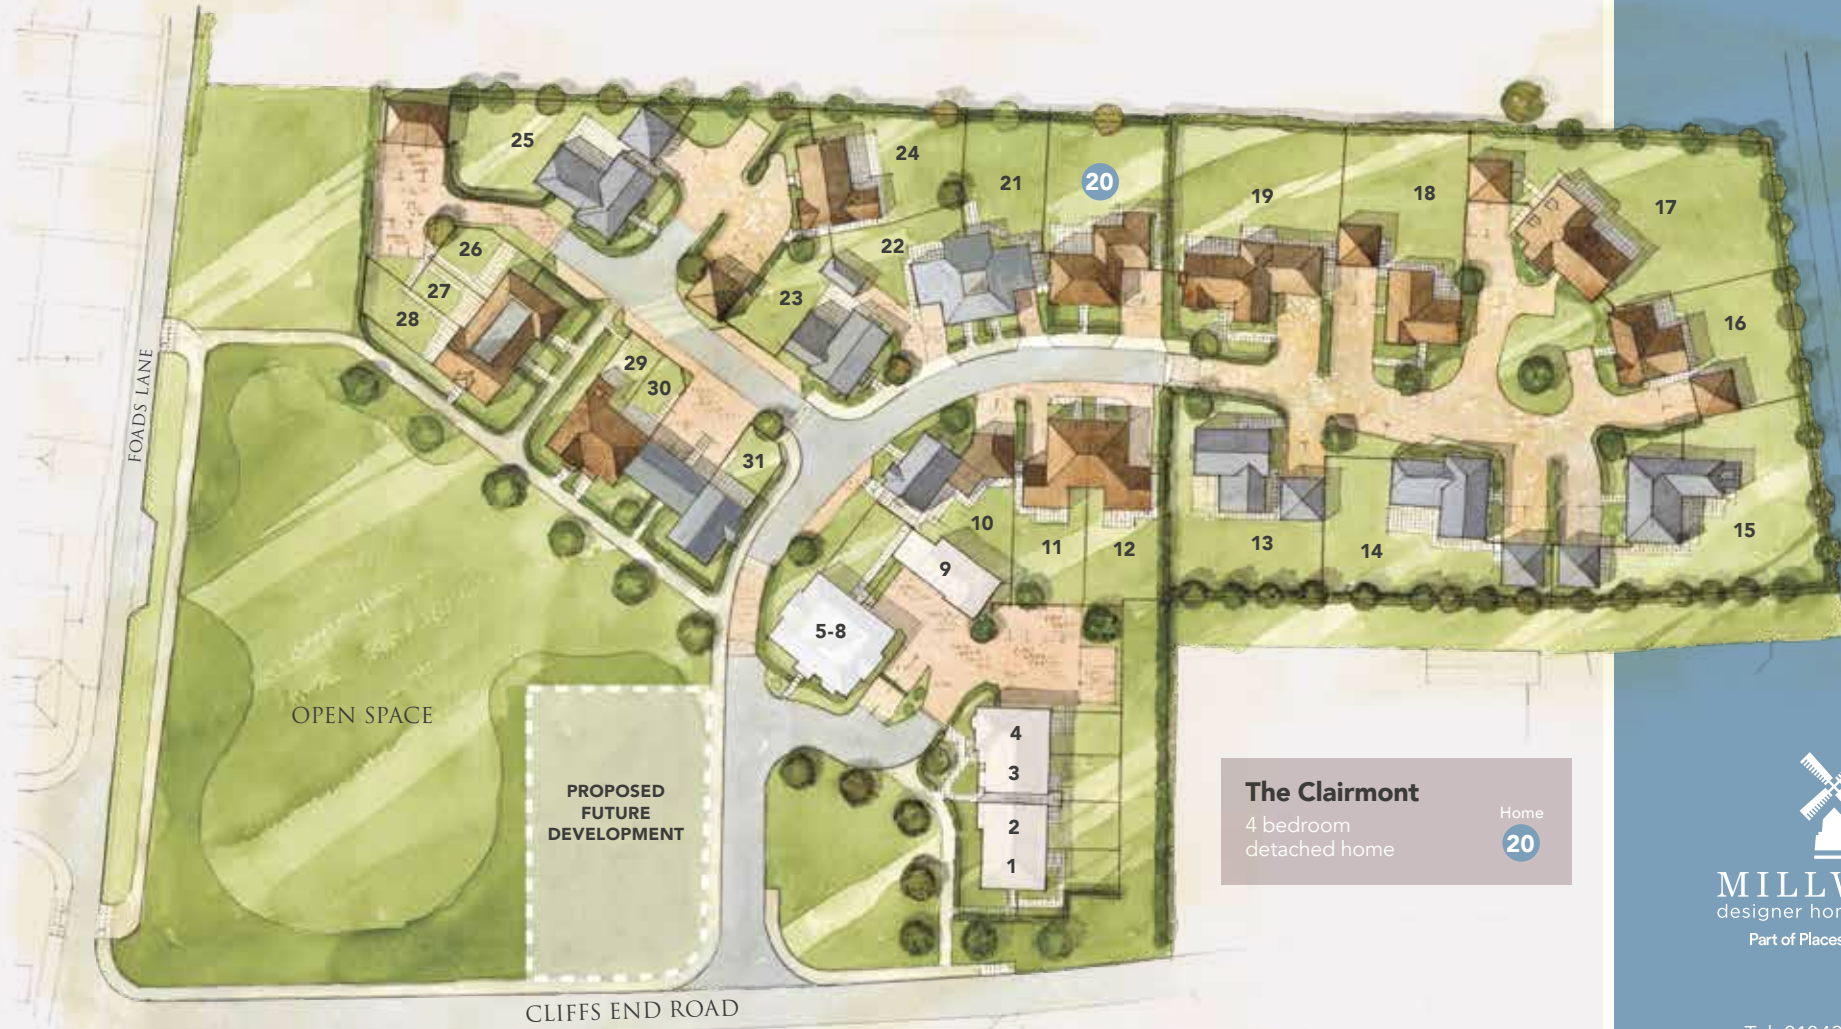 25
24
21
20
19
18
17
26
22
27
23
28
16
29
30
31
10
11
12
13
14
15
9
5-8
4
3
2
1
FOADS LANE
OPEN SPACE
PROPOSED
FUTURE
DEVELOPMENT
CLIFFS END ROAD
The Clairmont
4 bedroom
detached home
Home
20
designer
Part of Places